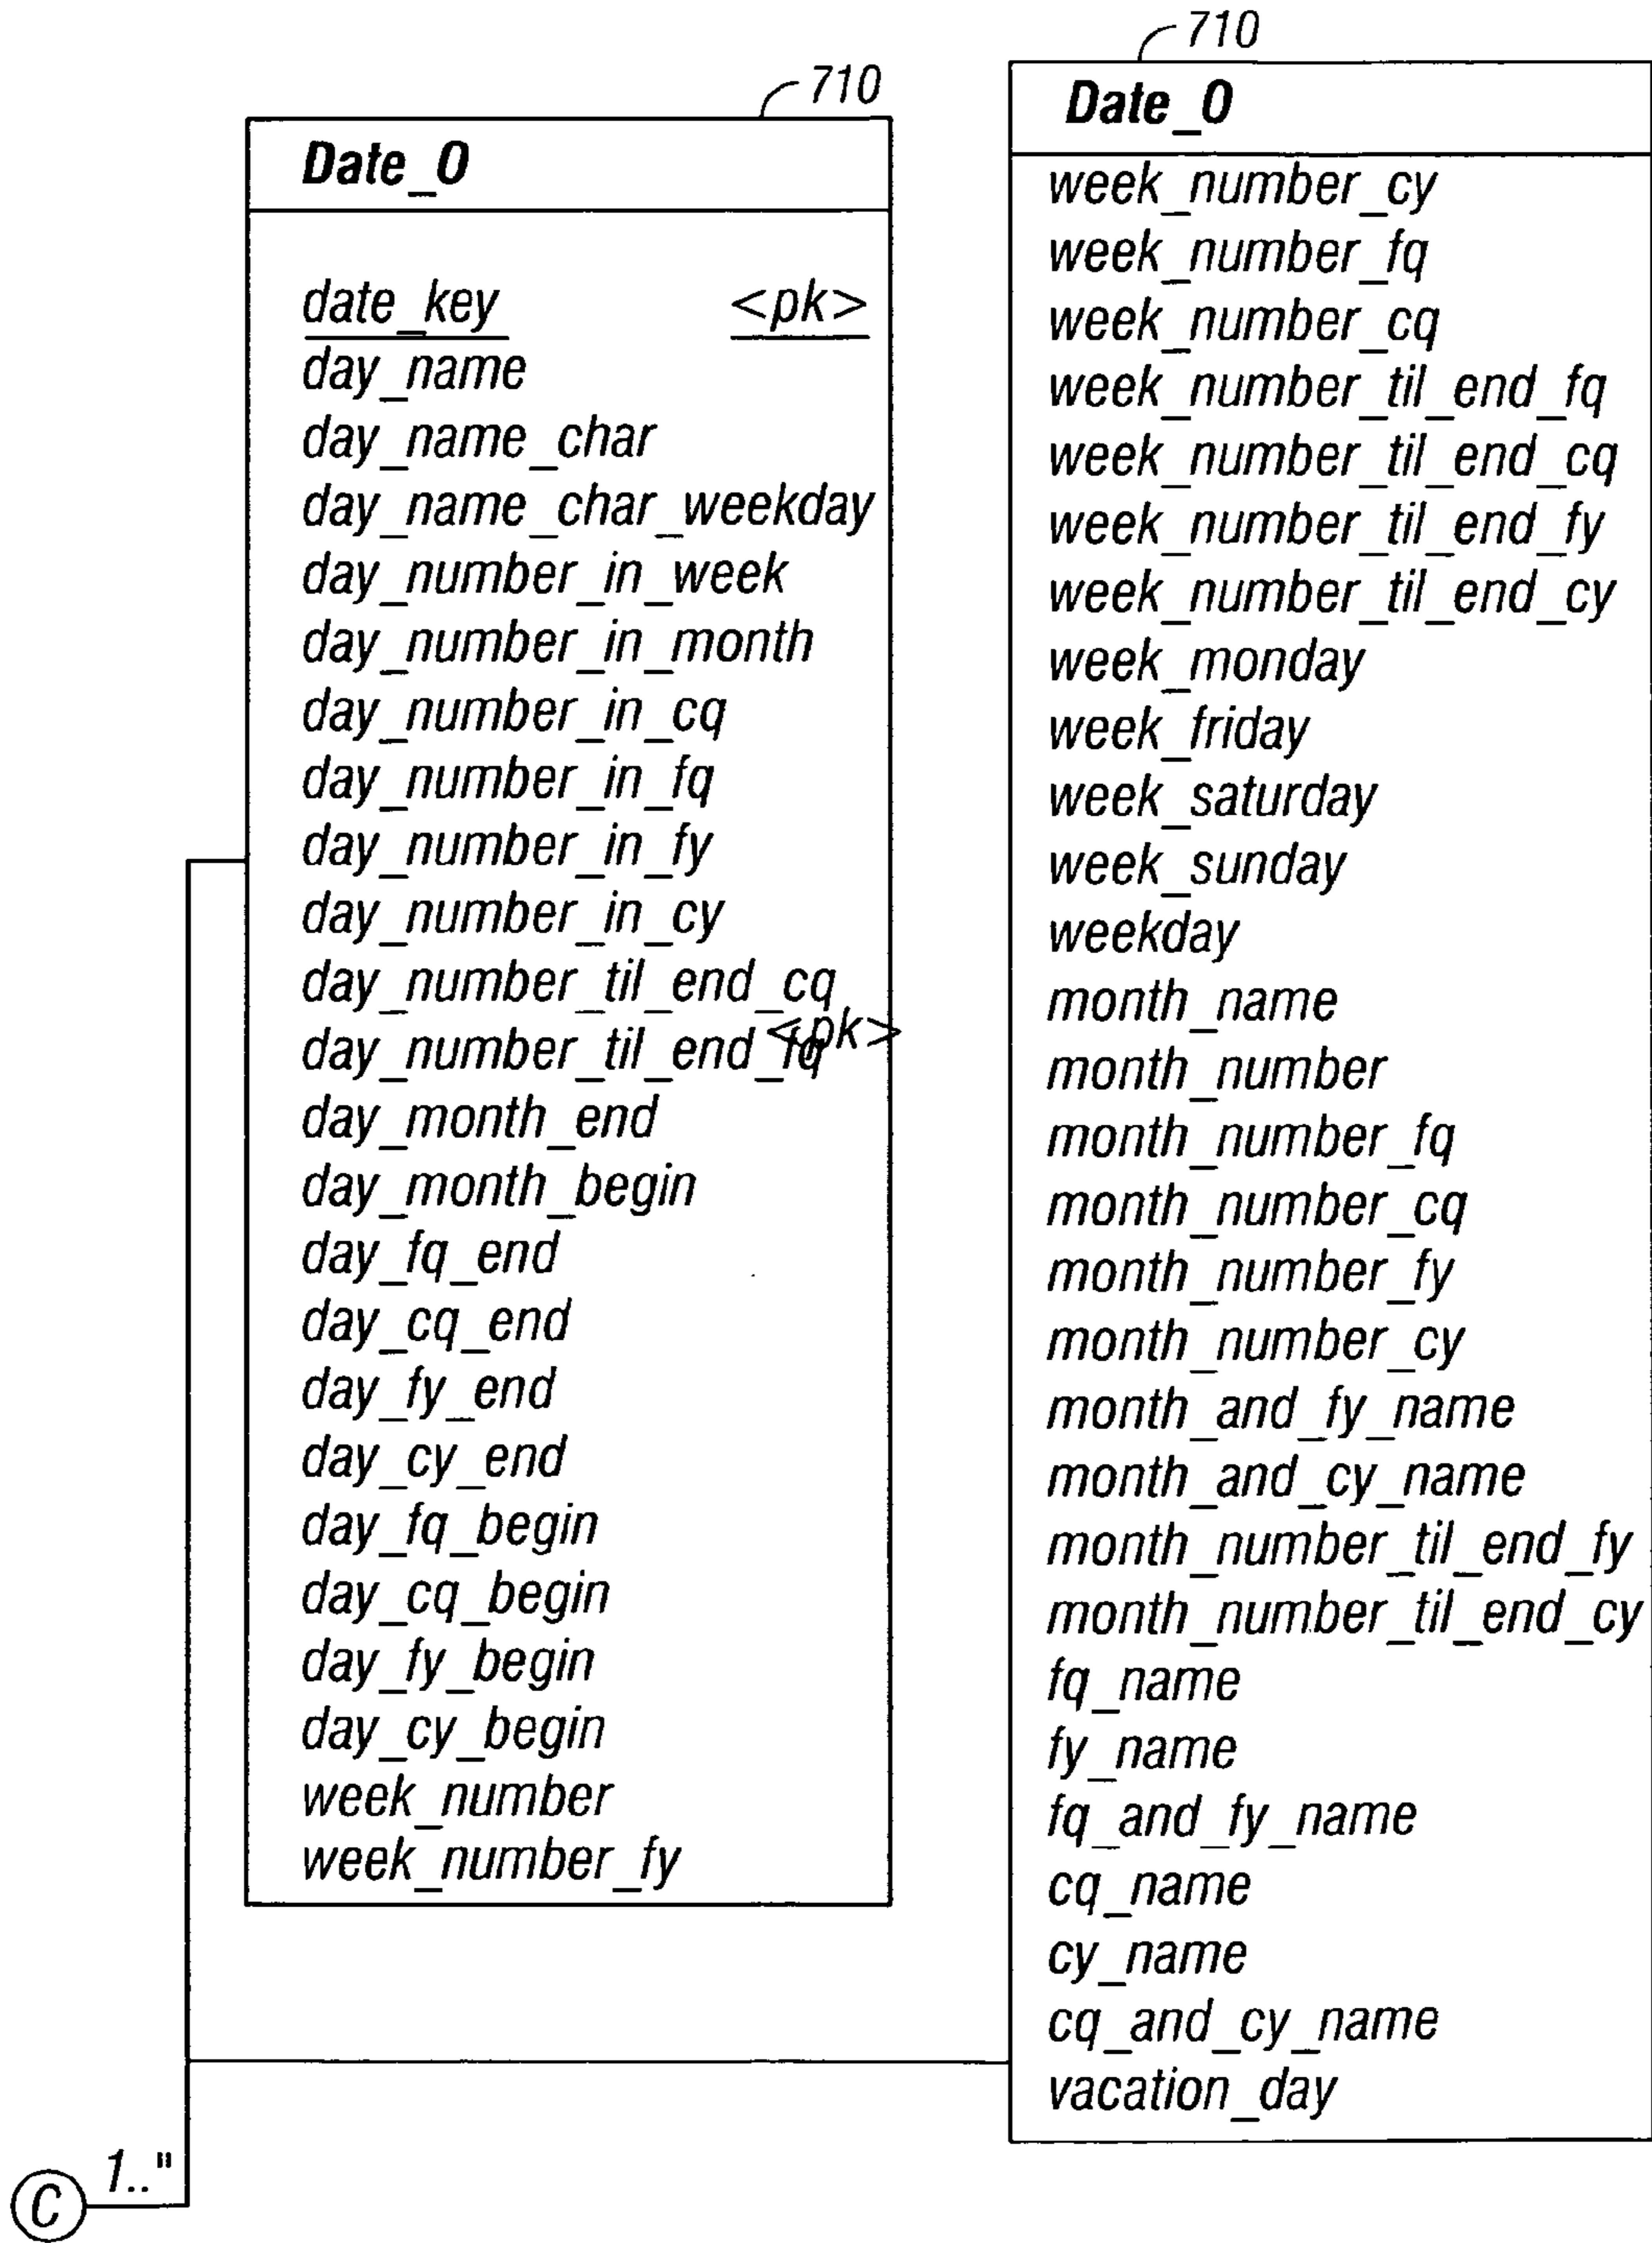 710
Date_0
date_key <pk>
day_name
day_name_char
day_name_char_weekday
day_number_in_week
day_number_in_month
day_number_in_cq
day_number_in_fq
day_number_in_fy
day_number_in_cy
day_number_til_end_cq
<pk>
day_number_til_end_fq
day_month_end
day_month_begin
day_fq_end
day_cq_end
day_fy_end
day_cy_end
day_fq_begin
day_cq_begin
day_fy_begin
day_cy_begin
week_number
week_number_fy
710
Date_0
week_number_cy
week_number_fq
week_number_cq
week_number_til_end_fq
week_number_til_end_cq
week_number_til_end_fy
week_number_til_end_cy
week_monday
week_friday
week_saturday
week_sunday
weekday
month_name
month_number
month_number_fq
month_number_cq
month_number_fy
month_number_cy
month_and_fy_name
month_and_cy_name
month_number_til_end_fy
month_number_til_end_cy
fq_name
fy_name
fq_and_fy_name
cq_name
cy_name
cq_and_cy_name
vacation_day
C 1.."